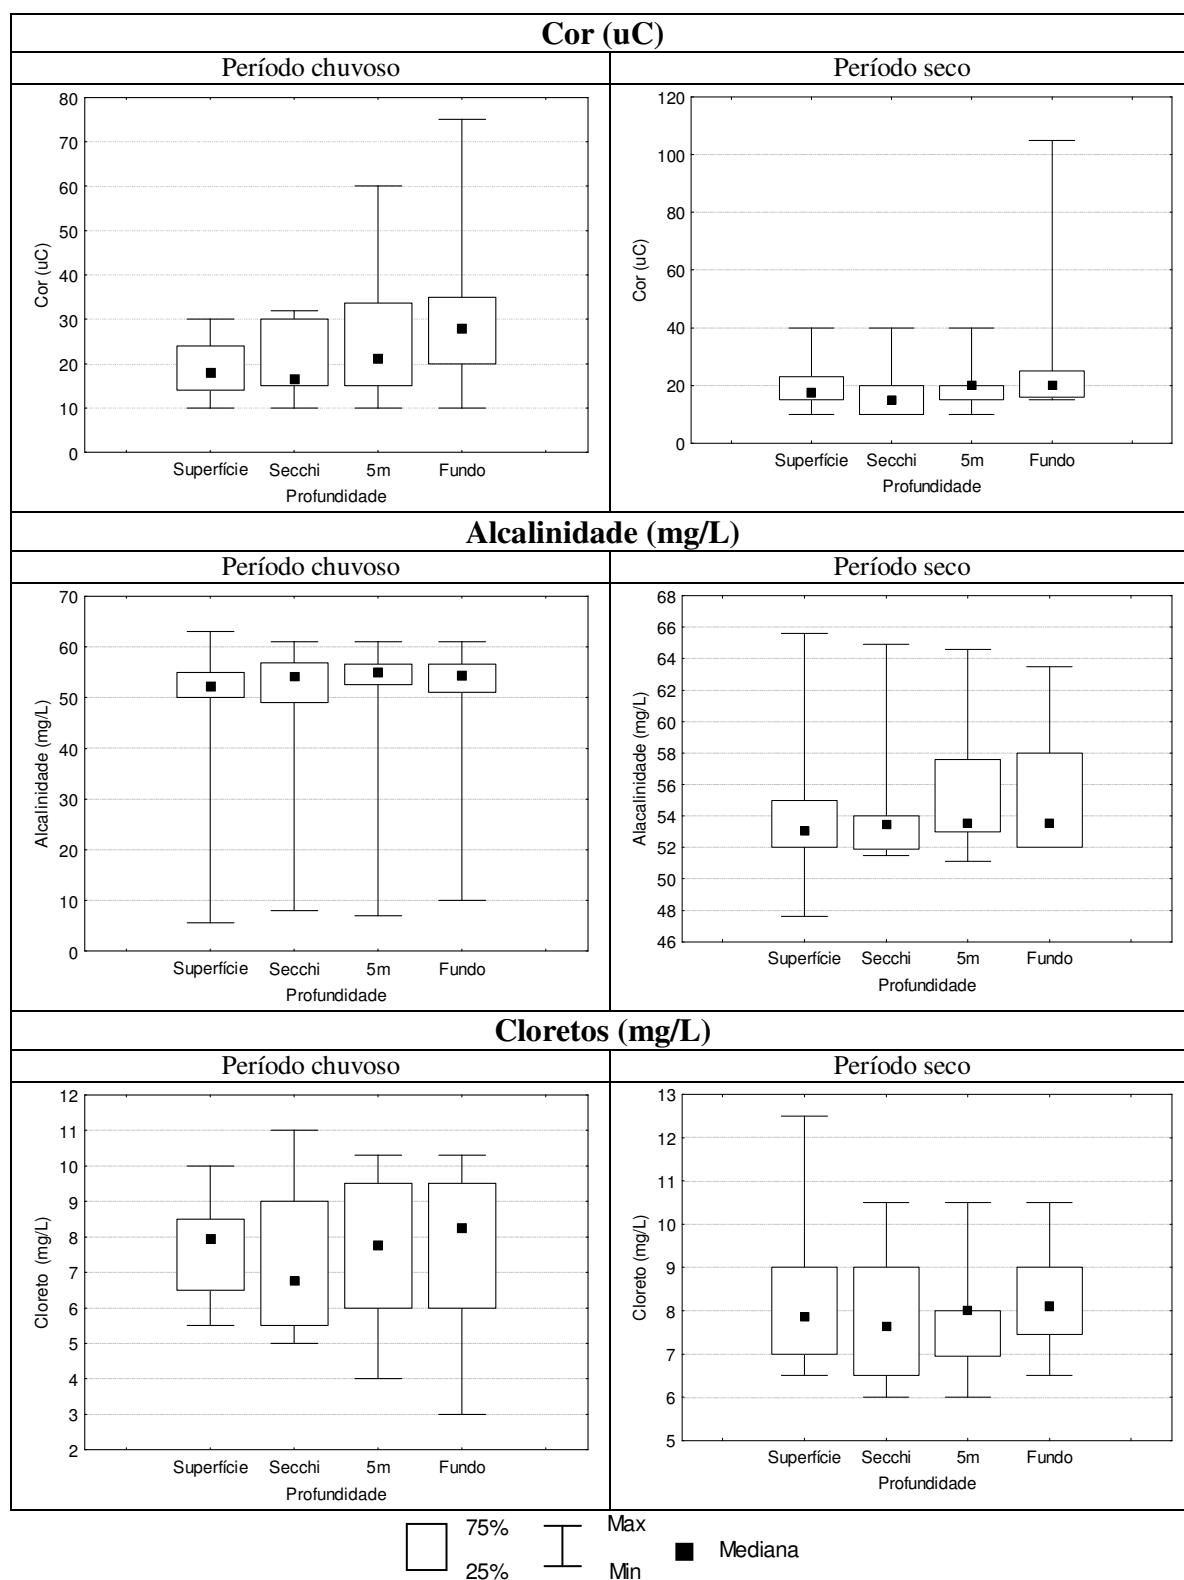 Cor (uC)
Período chuvoso
Período seco
80
70
60
50
40
30
20
10
0
Cor (uC)
Superfície Secchi 5m Fundo
Profundidade
120
100
80
60
40
20
0
Cor (uC)
Superfície Secchi 5m Fundo
Profundidade
Alcalinidade (mg/L)
Período chuvoso
Período seco
70
60
50
40
30
20
10
0
Alcalinidade (mg/L)
Superfície Secchi 5m Fundo
Profundidade
68
66
64
62
60
58
56
54
52
50
48
46
Alacalinidade (mg/L)
Superfície Secchi 5m Fundo
Profundidade
Cloretos (mg/L)
Período chuvoso
Período seco
12
11
10
9
8
7
6
5
4
3
2
Cloreto (mg/L)
Superfície Secchi 5m Fundo
Profundidade
13
12
11
10
9
8
7
6
5
Cloreto (mg/L)
Superfície Secchi 5m Fundo
Profundidade
75%
25%
Max
Min
Mediana